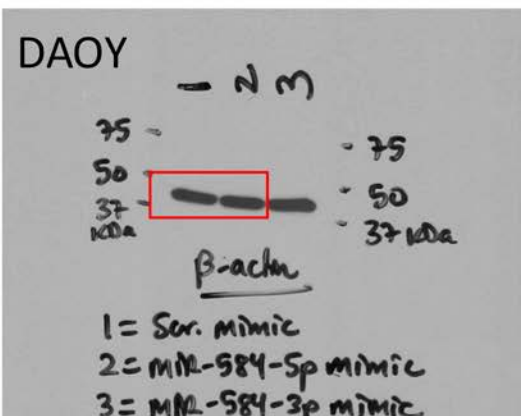 DAOY
- N M
75 - - 75
50 - - 50
37 - - 37 kDa
kDa
β-actin
1= Scr. mimic
2= miR-584-5p mimic
3= miR-584-3p mimic